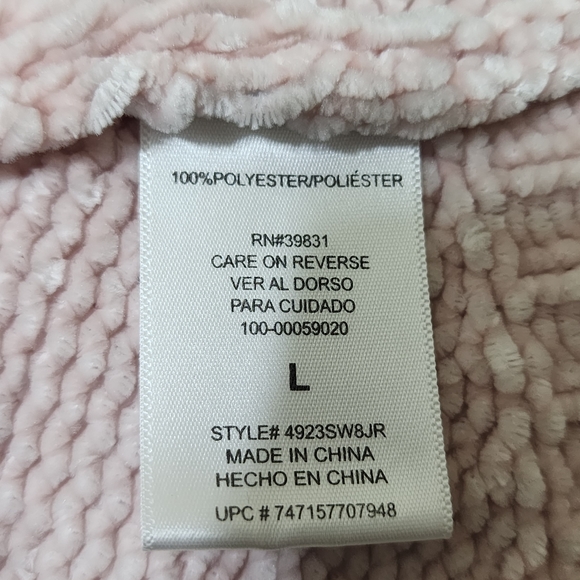 100%POLYESTER/POLIÉSTER
RN#39831
CARE ON REVERSE
VER AL DORSO
PARA CUIDADO
100-00059020
L
STYLE# 4923SW8JR
MADE IN CHINA
HECHO EN CHINA
UPC # 747157707948